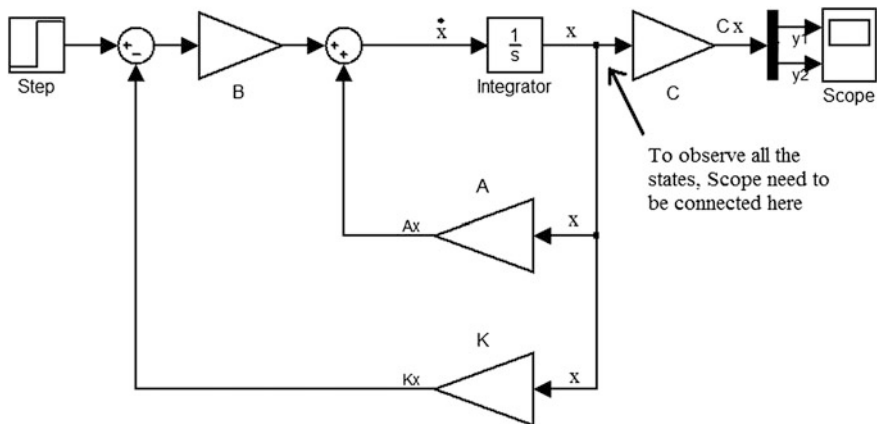 Step
+
−
B
+
+
ẋ
1
s
Integrator
x
C
C x
y1
y2
Scope
To observe all the
states, Scope need to
be connected here
A
Ax
x
K
Kx
x